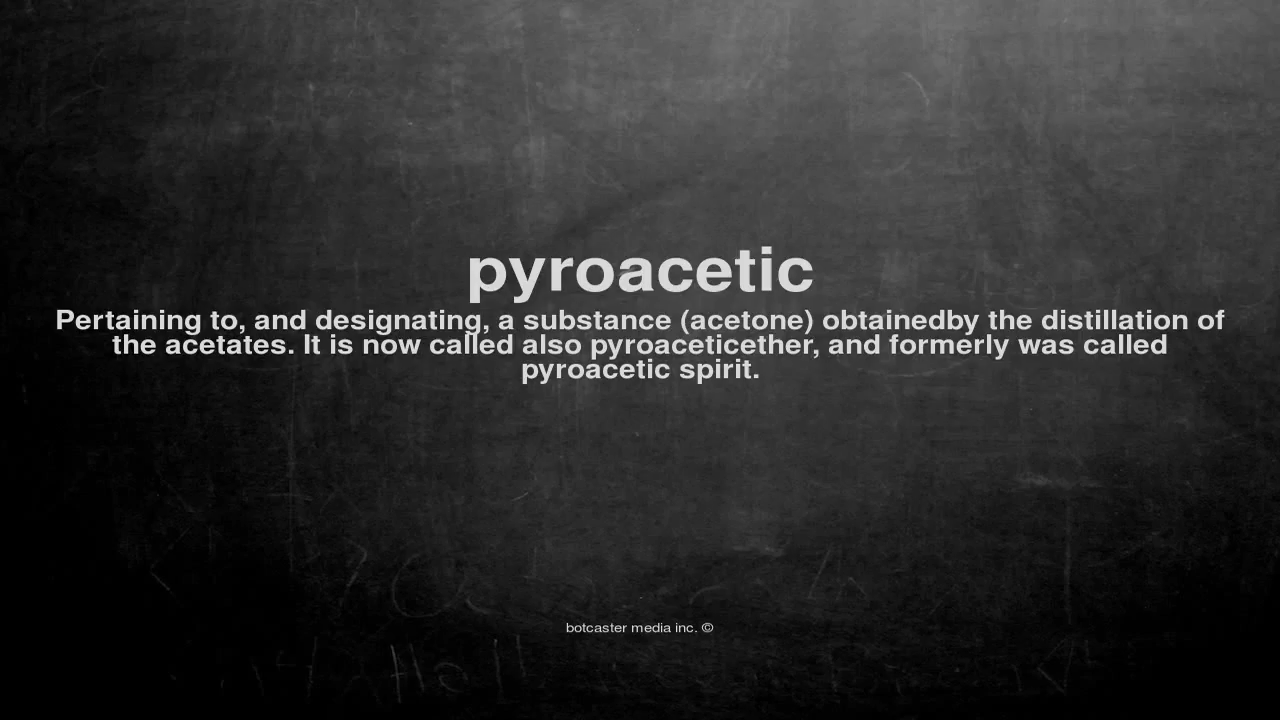 pyroacetic
Pertaining to, and designating, a substance (acetone) obtainedby the distillation of
the acetates. It is now called also pyroaceticether, and formerly was called
pyroacetic spirit.
botcaster media inc. ©